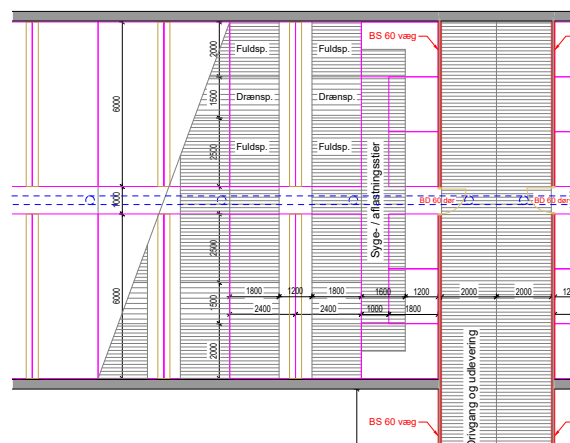 BS 60 væg
2000
Fuldsp.
Fuldsp.
6000
1500
Drænsp.
Drænsp.
2500
Fuldsp.
Fuldsp.
Syge- / aflastningsstier
1000
BD 60 dør
BD 60 dør
2500
6000
1800
1200
1800
1600
1200
2000
2000
1500
2400
2400
1000
1800
2000
Drivgang og udlevering
BS 60 væg